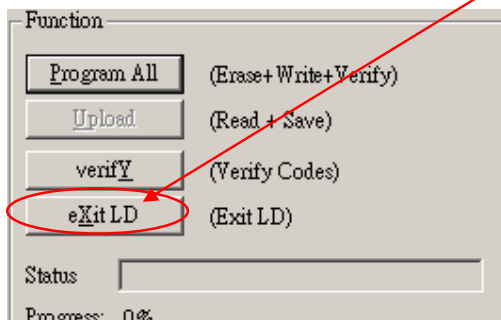 Function
Program All (Erase+Write+Verify)
Upload (Read + Save)
verifY (Verify Codes)
eXit LD (Exit LD)
Status
Progress: 0%